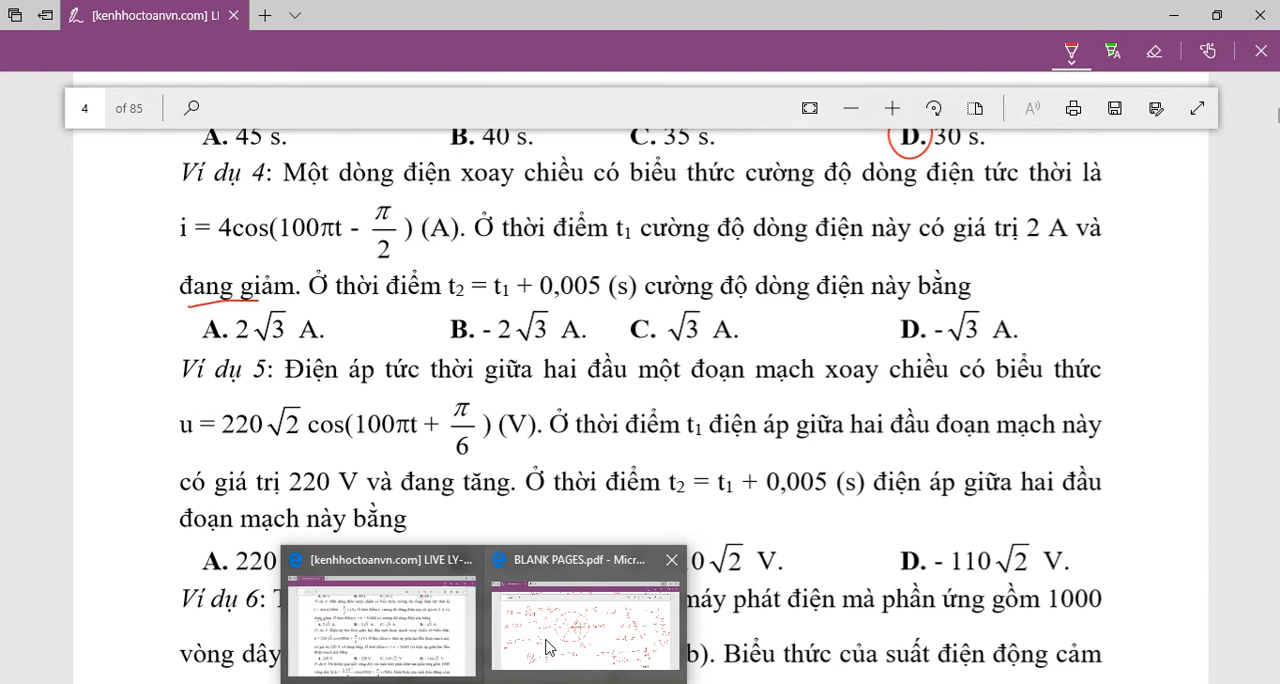 [kenhhoctoanvn.com] LI
4 of 85
A. 45 s. B. 40 s. C. 35 s. D. 30 s.
Ví dụ 4: Một dòng điện xoay chiều có biểu thức cường độ dòng điện tức thời là
i = 4cos(100πt - π/2) (A). Ở thời điểm t₁ cường độ dòng điện này có giá trị 2 A và
đang giảm. Ở thời điểm t₂ = t₁ + 0,005 (s) cường độ dòng điện này bằng
A. 2√3 A. B. - 2√3 A. C. √3 A. D. -√3 A.
Ví dụ 5: Điện áp tức thời giữa hai đầu một đoạn mạch xoay chiều có biểu thức
u = 220√2 cos(100πt + π/6) (V). Ở thời điểm t₁ điện áp giữa hai đầu đoạn mạch này
có giá trị 220 V và đang tăng. Ở thời điểm t₂ = t₁ + 0,005 (s) điện áp giữa hai đầu
đoạn mạch này bằng
A. 220 0√2 V. D. - 110√2 V.
[kenhhoctoanvn.com] LIVE LY-... BLANK PAGES.pdf - Micr...
Ví dụ 6: T máy phát điện mà phần ứng gồm 1000
vòng dây b). Biểu thức của suất điện động cảm